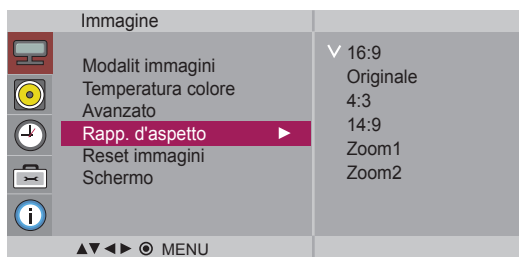 Immagine
Modalit immagini
Temperatura colore
Avanzato
Rapp. d'aspetto
Reset immagini
Schermo
16:9
Originale
4:3
14:9
Zoom1
Zoom2
MENU